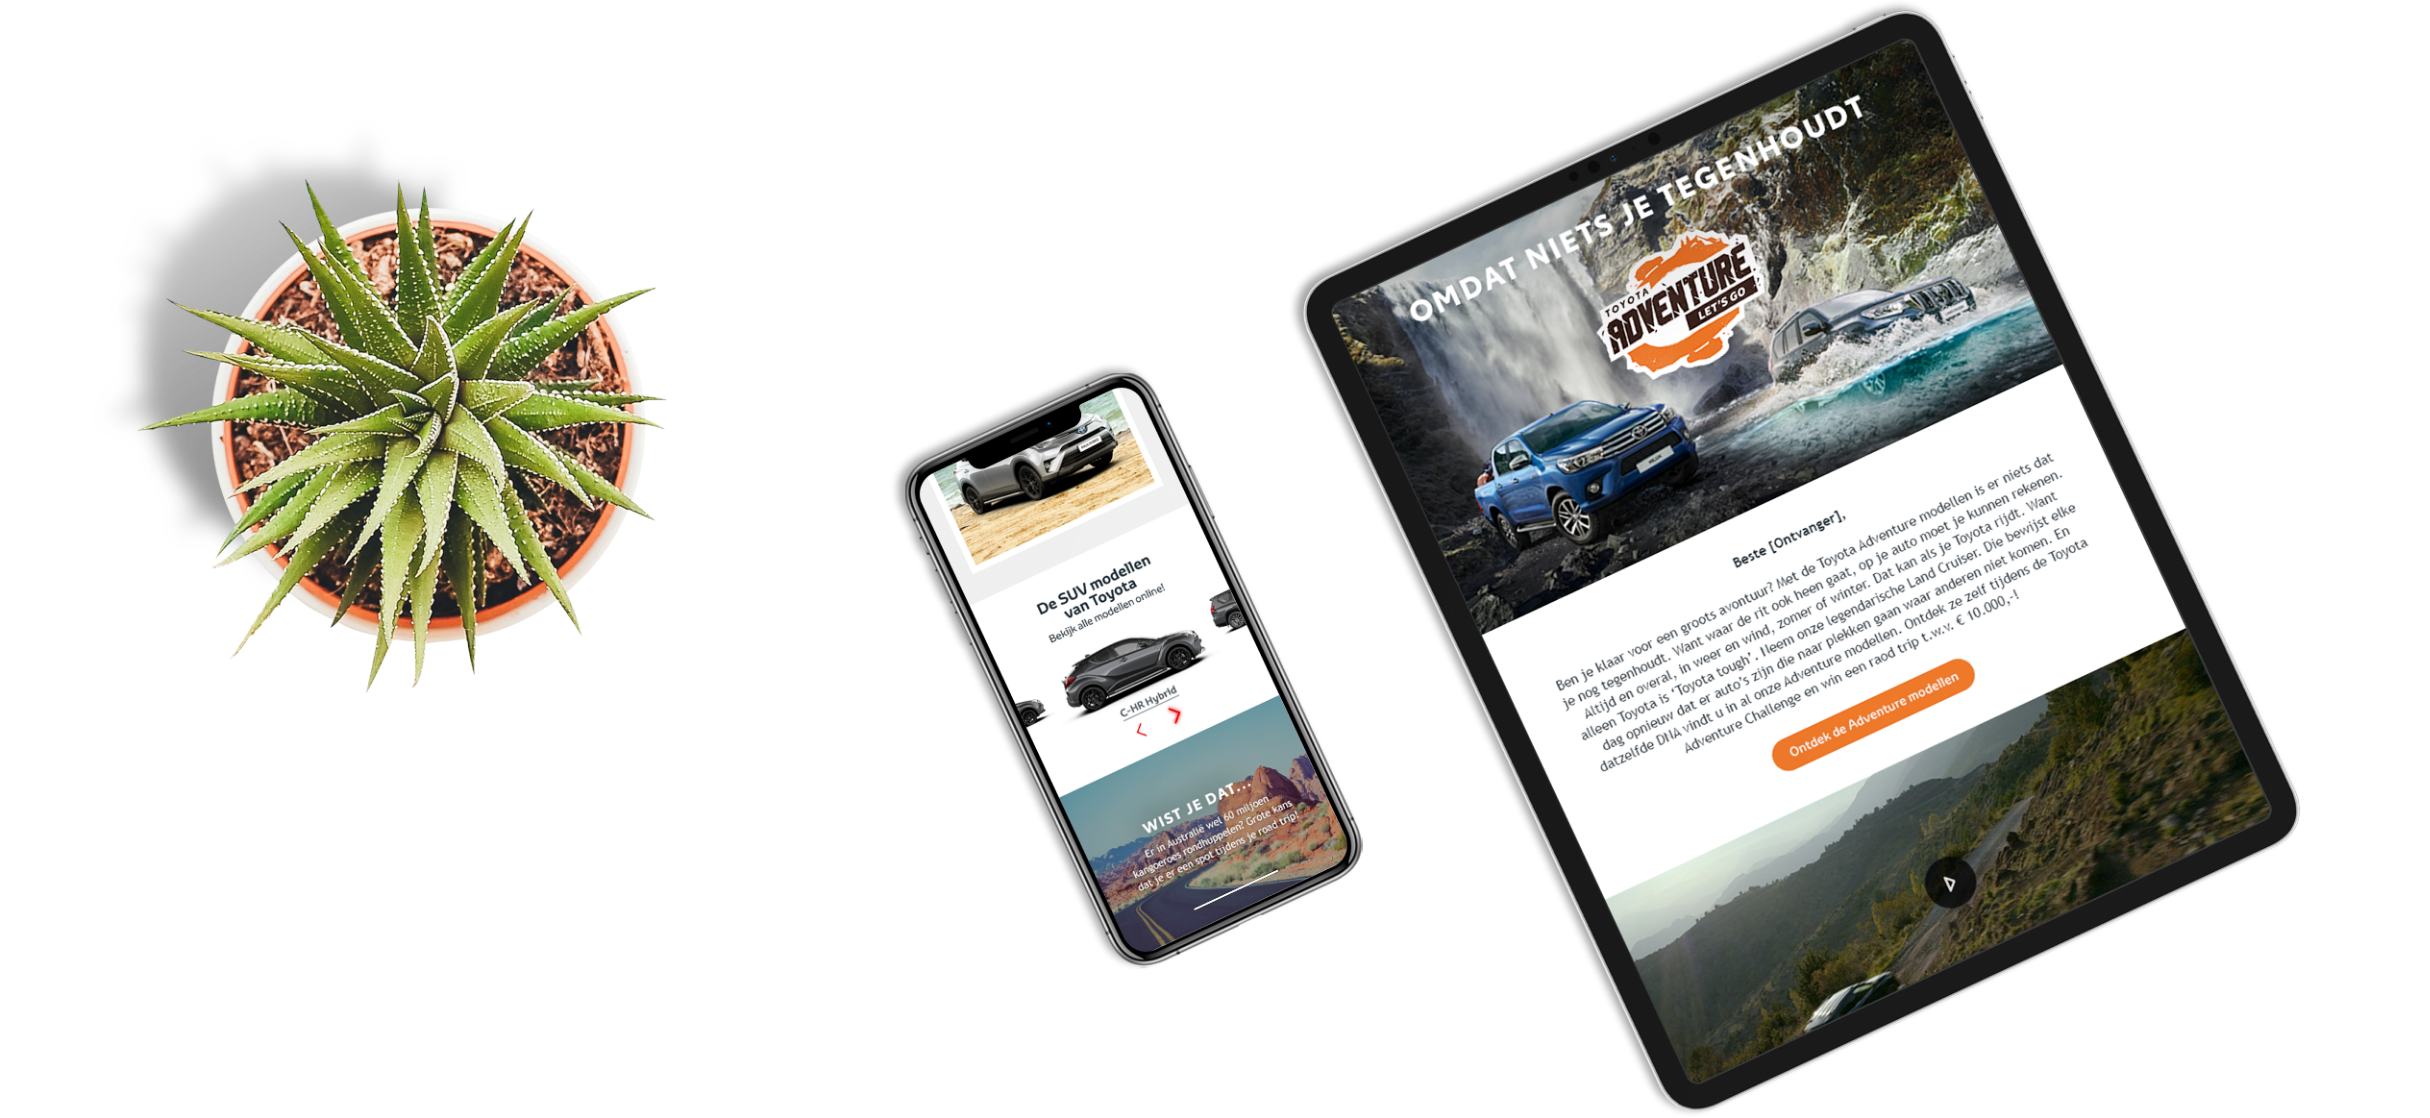 De SUV modellen
van Toyota
Bekijk alle modellen online!
C-HR Hybrid
WIST JE DAT...
Er in Australië wel 60 miljoen
kangoeroes rondhuppelen? Grote kans
dat je er een spot tijdens je road trip!
OMDAT NIETS JE TEGENHOUDT
TOYOTA
ADVENTURE
LET'S GO
Beste [Ontvanger],
Ben je klaar voor een groots avontuur? Met de Toyota Adventure modellen is er niets dat
je nog tegenhoudt. Want waar de rit ook heen gaat, op je auto moet je kunnen rekenen.
Altijd en overal, in weer en wind, zomer of winter. Dat kan als je Toyota rijdt. Want
alleen Toyota is 'Toyota tough'. Neem onze legendarische Land Cruiser. Die bewijst elke
dag opnieuw dat er auto's zijn die naar plekken gaan waar anderen niet komen. En
datzelfde DNA vindt u in al onze Adventure modellen. Ontdek ze zelf tijdens de Toyota
Adventure Challenge en win een raod trip t.w.v. € 10.000,-!
Ontdek de Adventure modellen